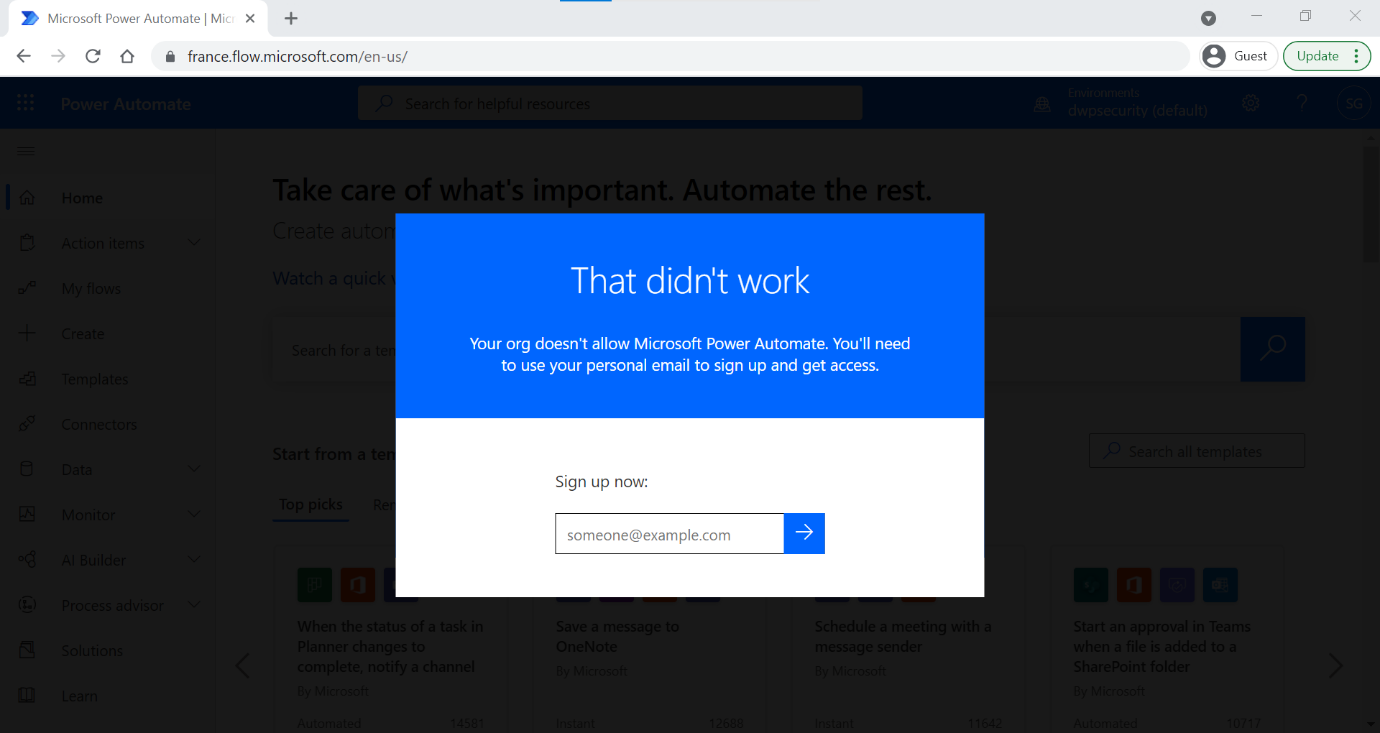 Microsoft Power Automate | Micr
france.flow.microsoft.com/en-us/
Guest
Update
Power Automate
Search for helpful resources
Environments
dwpsecurity (default)
?
SG
Home
Action items
My flows
Create
Templates
Connectors
Data
Monitor
AI Builder
Process advisor
Solutions
Learn
Take care of what's important. Automate the rest.
Create autom
Watch a quick v
Search for a tem
That didn't work
Your org doesn't allow Microsoft Power Automate. You'll need
to use your personal email to sign up and get access.
Sign up now:
someone@example.com
Start from a tem
Search all templates
Top picks
Rem
When the status of a task in
Planner changes to
complete, notify a channel
By Microsoft
Automated
14581
Save a message to
OneNote
By Microsoft
Instant
12688
Schedule a meeting with a
message sender
By Microsoft
Instant
11642
Start an approval in Teams
when a file is added to a
SharePoint folder
By Microsoft
Automated
10717